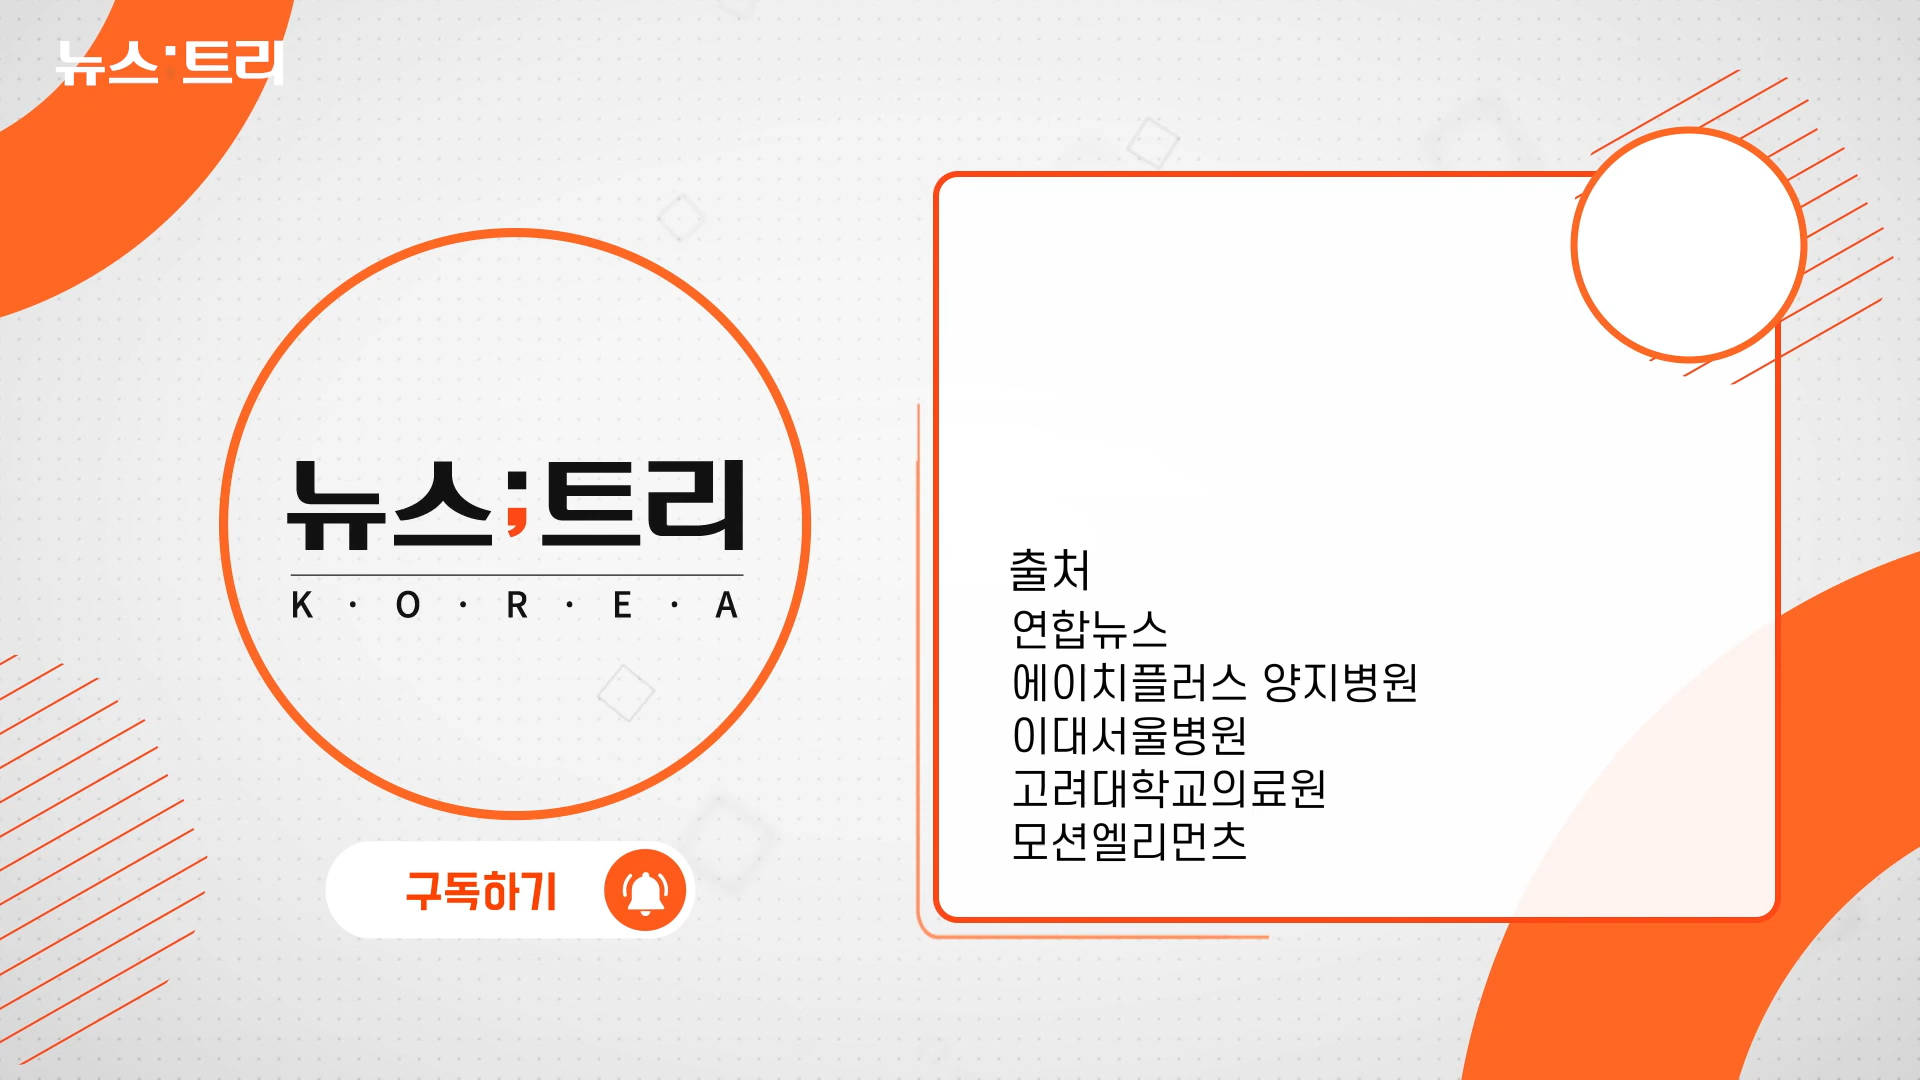 뉴스;트리
뉴스;트리
K · O · R · E · A
구독하기
출처
연합뉴스
에이치플러스 양지병원
이대서울병원
고려대학교의료원
모션엘리먼츠